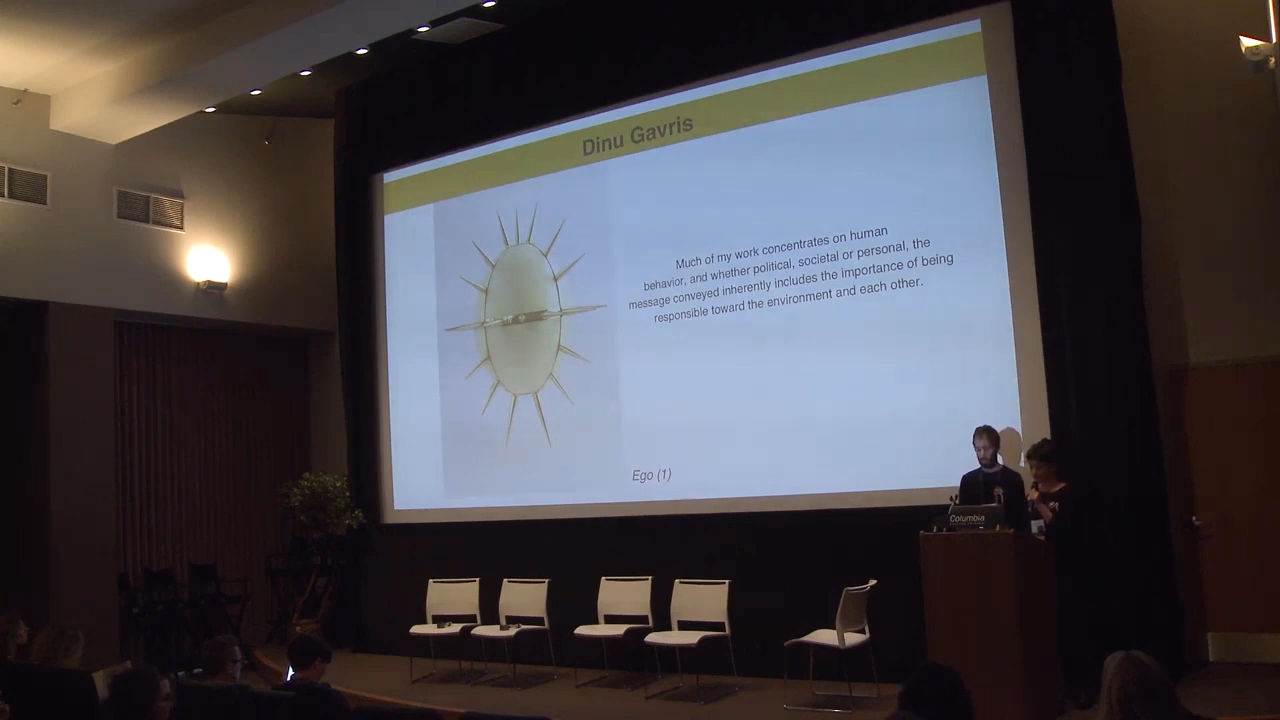 Dinu Gavris
Much of my work concentrates on human
behavior, and whether political, societal or personal, the
message conveyed inherently includes the importance of being
responsible toward the environment and each other.
Ego (1)
Columbia